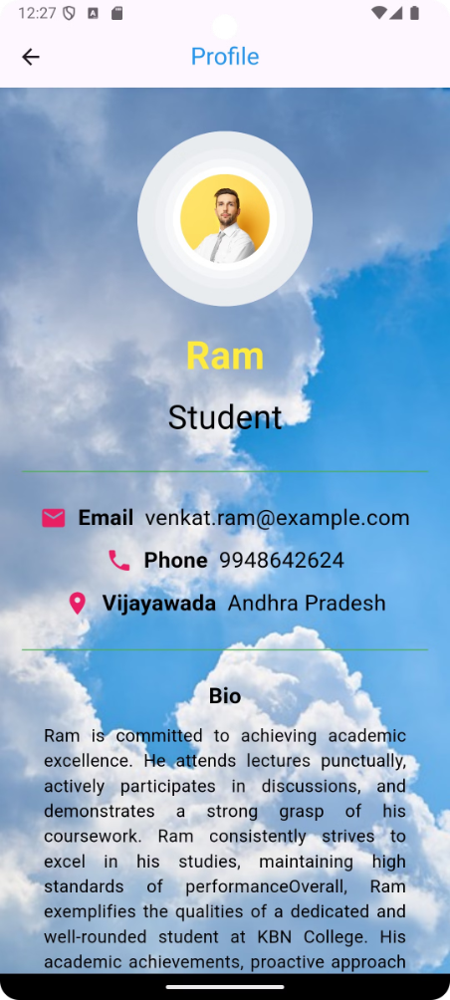 12:27
Profile
Ram
Student
Email venkat.ram@example.com
Phone 9948642624
Vijayawada Andhra Pradesh
Bio
Ram is committed to achieving academic
excellence. He attends lectures punctually,
actively participates in discussions, and
demonstrates a strong grasp of his
coursework. Ram consistently strives to
excel in his studies, maintaining high
standards of performanceOverall, Ram
exemplifies the qualities of a dedicated and
well-rounded student at KBN College. His
academic achievements, proactive approach